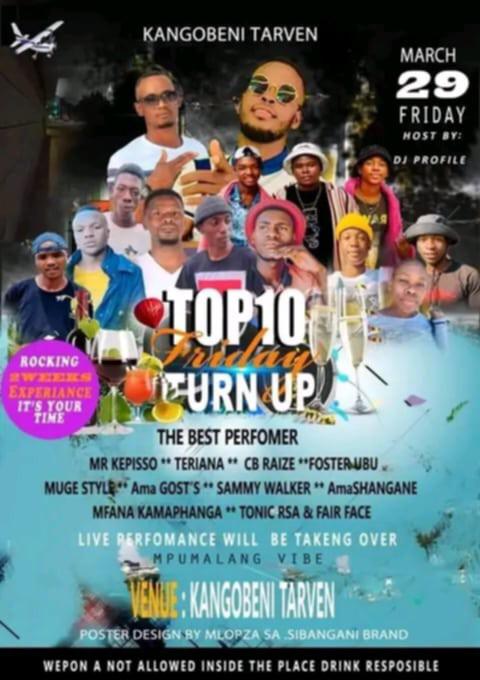 KANGOBENI TARVEN
MARCH
29
FRIDAY
HOST BY:
DJ PROFILE
TOP10
Friday
TURN UP
ROCKING
2WEEKS
EXPERIANCE
IT'S YOUR
TIME
THE BEST PERFOMER
MR KEPISSO ** TERIANA ** CB RAIZE **FOSTER UBU
MUGE STYLE ** Ama GOST'S ** SAMMY WALKER ** AmaSHANGANE
MFANA KAMAPHANGA ** TONIC RSA & FAIR FACE
LIVE PERFOMANCE WILL BE TAKENG OVER
MPUMALANG VIBE
VENUE : KANGOBENI TARVEN
POSTER DESIGN BY MLOPZA SA .SIBANGANI BRAND
WEPON A NOT ALLOWED INSIDE THE PLACE DRINK RESPOSIBLE